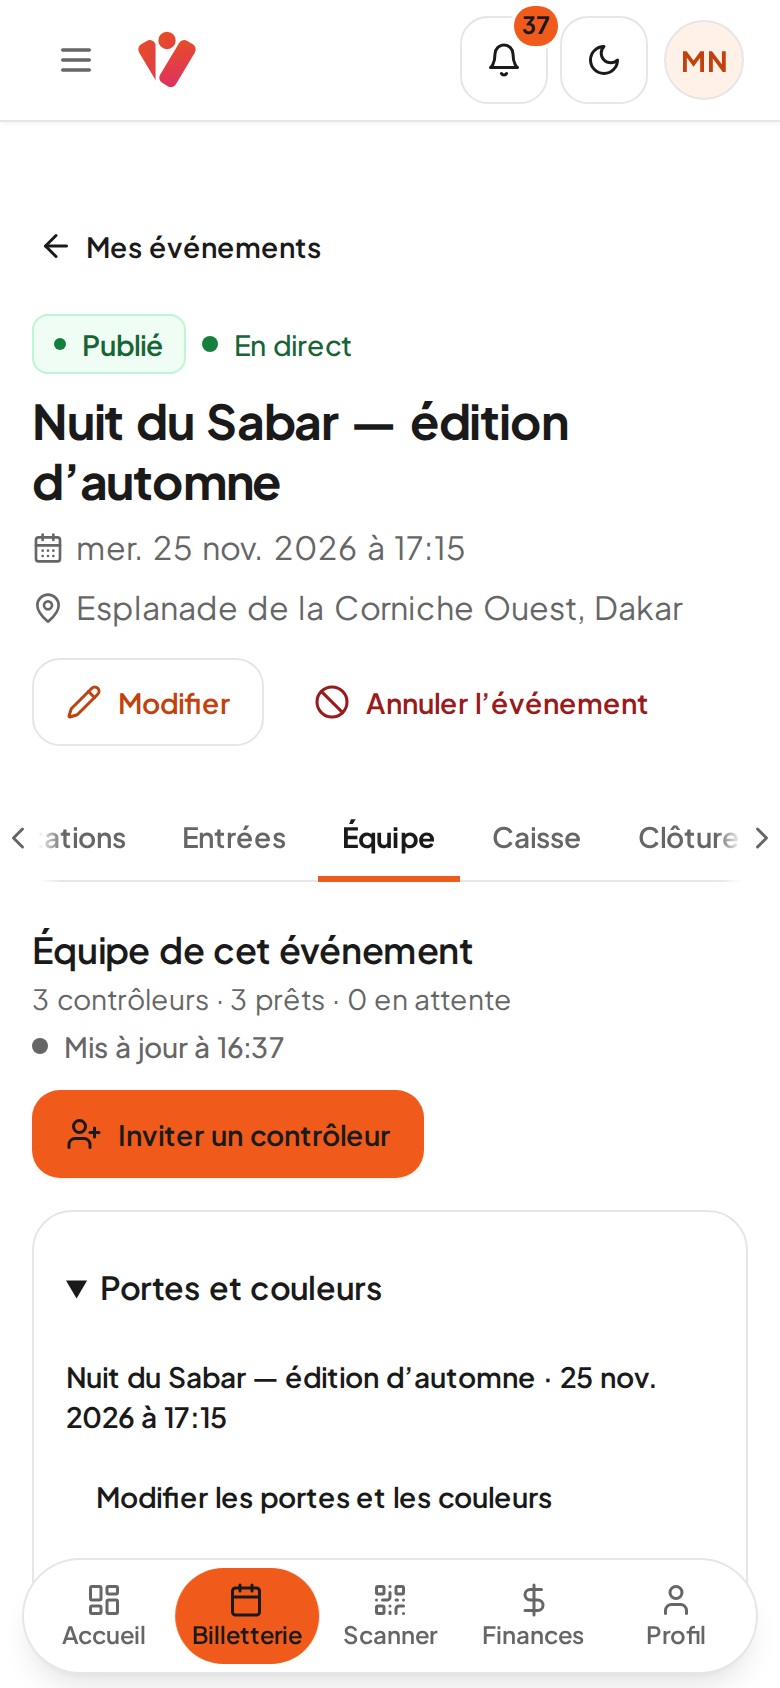 37
MN
Mes événements
Publié
En direct
Nuit du Sabar — édition
d’automne
mer. 25 nov. 2026 à 17:15
Esplanade de la Corniche Ouest, Dakar
Modifier
Annuler l’événement
ations
Entrées
Équipe
Caisse
Clôture
Équipe de cet événement
3 contrôleurs · 3 prêts · 0 en attente
Mis à jour à 16:37
Inviter un contrôleur
Portes et couleurs
Nuit du Sabar — édition d’automne · 25 nov.
2026 à 17:15
Modifier les portes et les couleurs
Accueil
Billetterie
Scanner
Finances
Profil